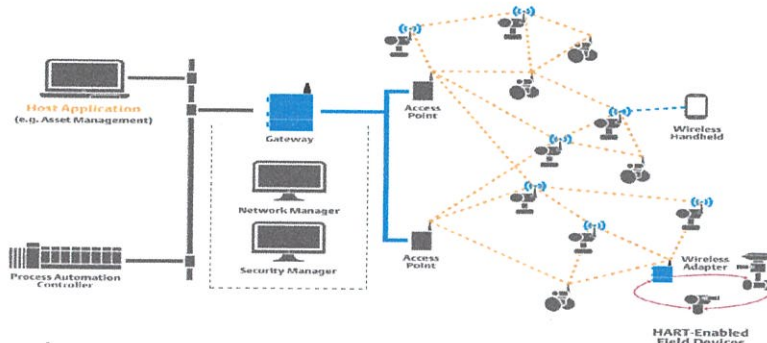 Host Application
(e.g. Asset Management)
Gateway
Access
Point
Wireless
Handheld
Network Manager
Security Manager
Access
Point
Process Automation
Controller
Wireless
Adapter
HART-Enabled
Field Devices